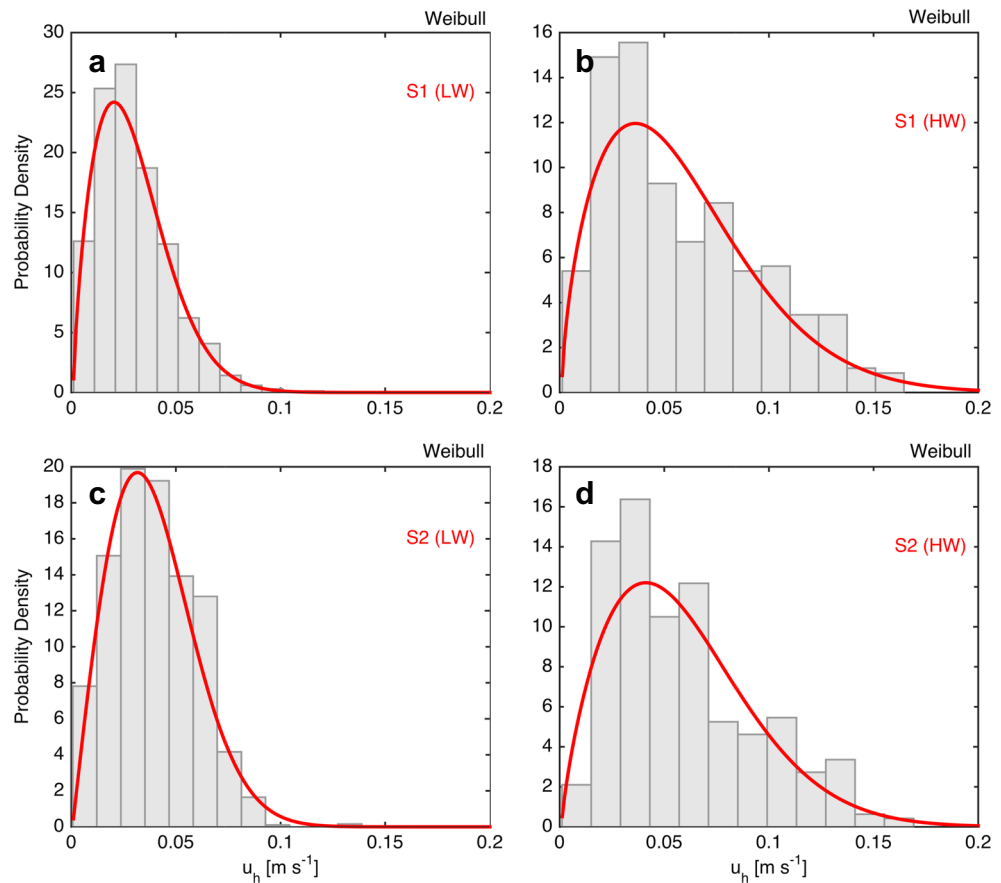 Weibull
a
S1 (LW)
Probability Density
30
25
20
15
10
5
0
0 0.05 0.1 0.15 0.2
Weibull
b
S1 (HW)
16
14
12
10
8
6
4
2
0
0 0.05 0.1 0.15 0.2
Weibull
c
S2 (LW)
Probability Density
20
18
16
14
12
10
8
6
4
2
0
0 0.05 0.1 0.15 0.2
u_h [m s⁻¹]
Weibull
d
S2 (HW)
18
16
14
12
10
8
6
4
2
0
0 0.05 0.1 0.15 0.2
u_h [m s⁻¹]